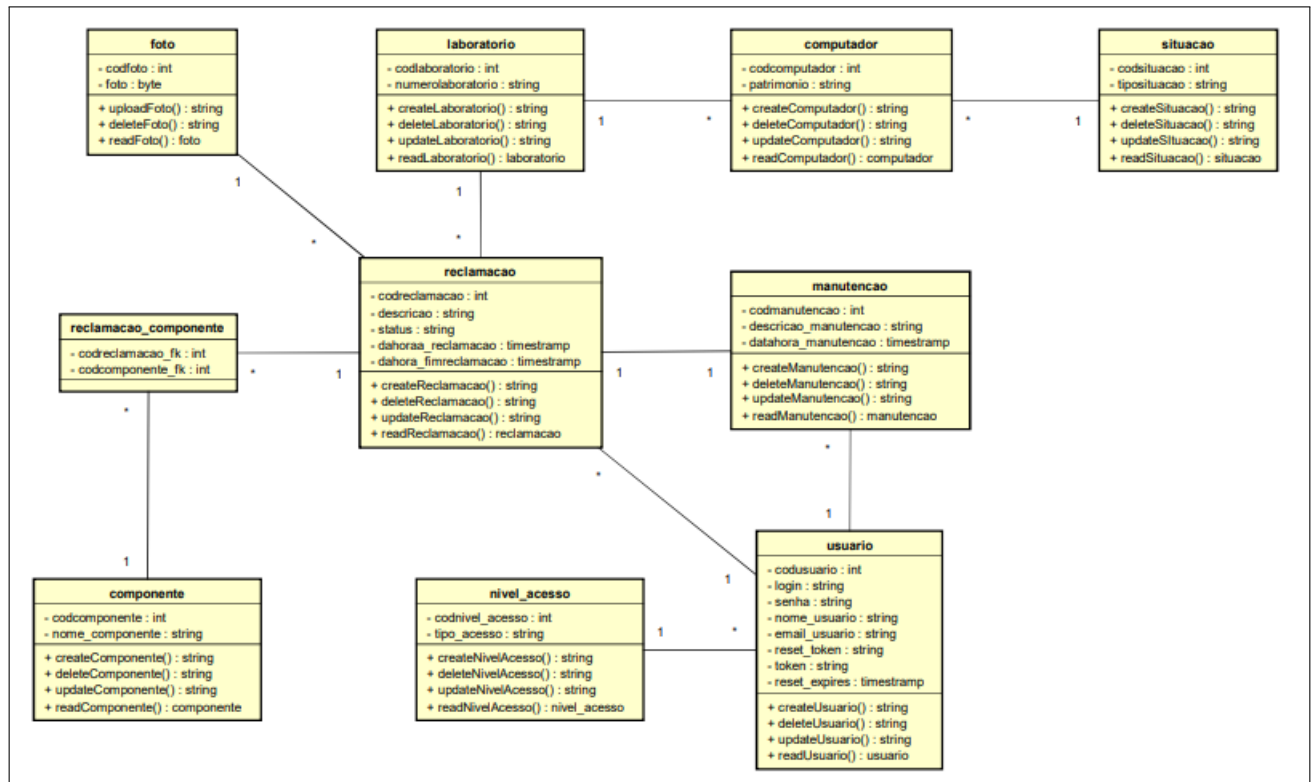 foto
- codfoto : int
- foto : byte
+ uploadFoto() : string
+ deleteFoto() : string
+ readFoto() : foto
laboratorio
- codlaboratorio : int
- numerolaboratorio : string
+ createLaboratorio() : string
+ deleteLaboratorio() : string
+ updateLaboratorio() : string
+ readLaboratorio() : laboratorio
computador
- codcomputador : int
- patrimonio : string
+ createComputador() : string
+ deleteComputador() : string
+ updateComputador() : string
+ readComputador() : computador
situacao
- codsituacao : int
- tiposituacao : string
+ createSituacao() : string
+ deleteSituacao() : string
+ updateSItuacao() : string
+ readSituacao() : situacao
1
*
*
1
1
*
1
*
reclamacao
- codreclamacao : int
- descricao : string
- status : string
- dahoraa_reclamacao : timestramp
- dahora_fimreclamacao : timestramp
+ createReclamacao() : string
+ deleteReclamacao() : string
+ updateReclamacao() : string
+ readReclamacao() : reclamacao
manutencao
- codmanutencao : int
- descricao_manutencao : string
- datahora_manutencao : timestramp
+ createManutencao() : string
+ deleteManutencao() : string
+ updateManutencao() : string
+ readManutencao() : manutencao
reclamacao_componente
- codreclamacao_fk : int
- codcomponente_fk : int
*
1
1
1
*
1
*
1
*
1
componente
- codcomponente : int
- nome_componente : string
+ createComponente() : string
+ deleteComponente() : string
+ updateComponente() : string
+ readComponente() : componente
nivel_acesso
- codnivel_acesso : int
- tipo_acesso : string
+ createNivelAcesso() : string
+ deleteNivelAcesso() : string
+ updateNivelAcesso() : string
+ readNivelAcesso() : nivel_acesso
1
*
usuario
- codusuario : int
- login : string
- senha : string
- nome_usuario : string
- email_usuario : string
- reset_token : string
- token : string
- reset_expires : timestramp
+ createUsuario() : string
+ deleteUsuario() : string
+ updateUsuario() : string
+ readUsuario() : usuario